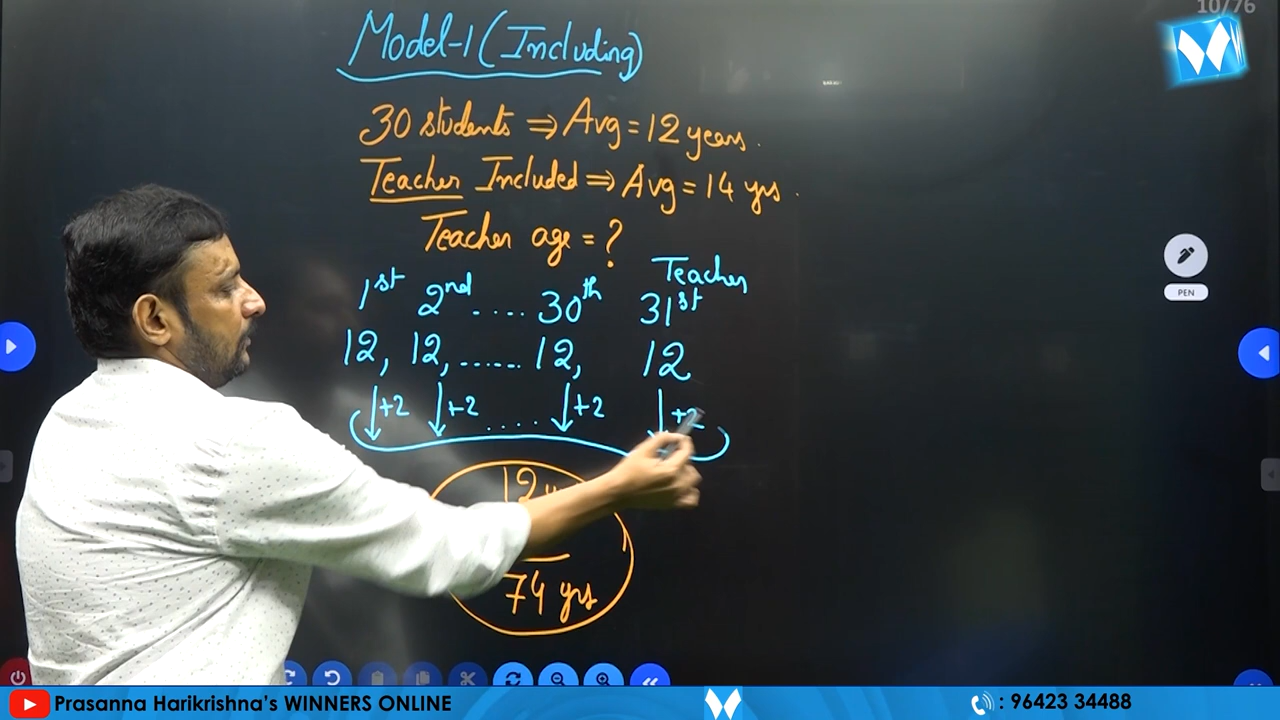 10/76
Model-1 (Including)
30 students ⇒ Avg = 12 years.
Teacher Included ⇒ Avg = 14 yrs.
Teacher age = ?
Teacher
1st 2nd .... 30th 31st
12, 12, ...... 12, 12
+2 +2 .... +2 +2
12
74 yrs
PEN
Prasanna Harikrishna's WINNERS ONLINE
: 96423 34488